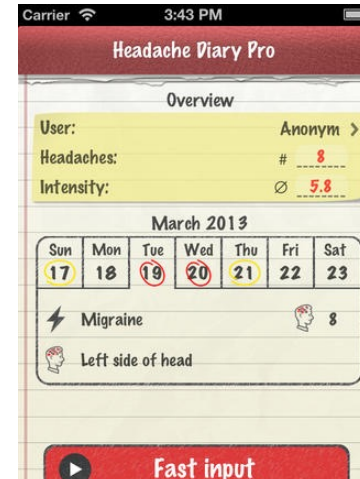 Carrier 3:43 PM
Headache Diary Pro
Overview
User: Anonym >
Headaches: # 8
Intensity: Ø 5.8
March 2013
Sun Mon Tue Wed Thu Fri Sat
17 18 19 20 21 22 23
Migraine 8
Left side of head
Fast input